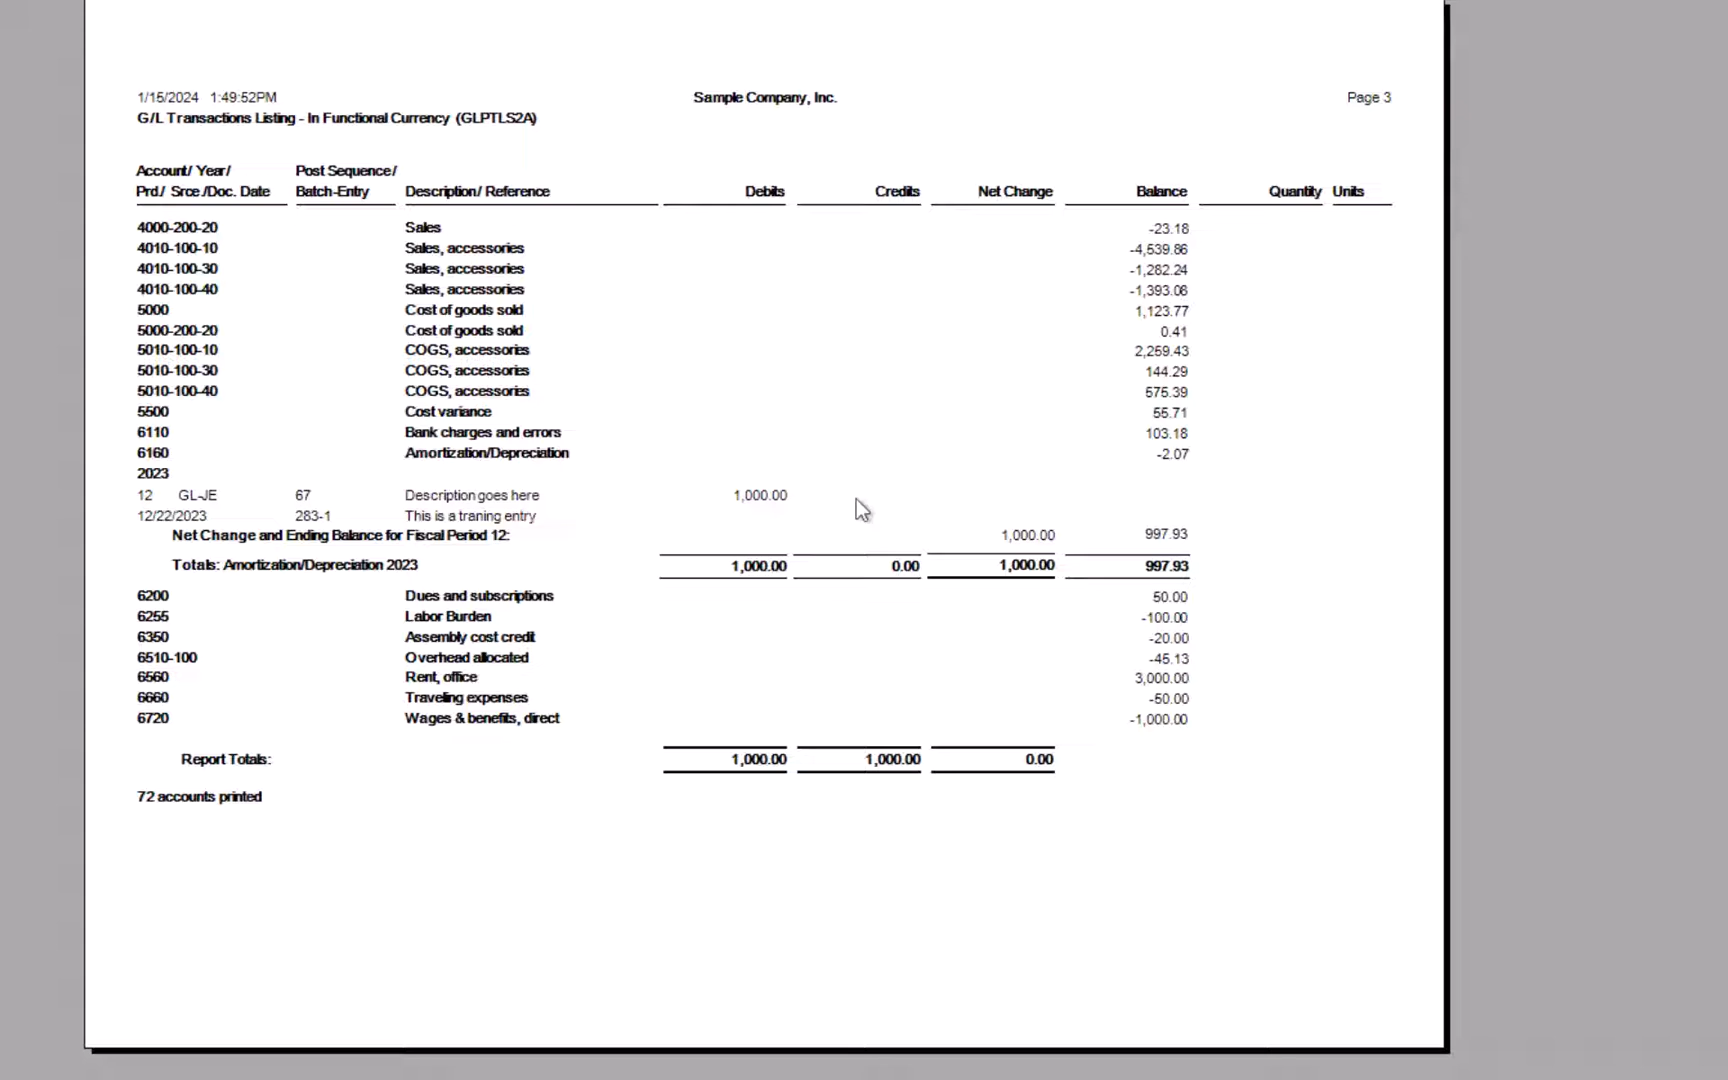 1/15/2024 1:49:52PM Sample Company, Inc. Page 3
G/L Transactions Listing - In Functional Currency (GLPTLS2A)
Account/ Year/ Post Sequence/
Prd./ Srce./Doc. Date Batch-Entry Description/ Reference Debits Credits Net Change Balance Quantity Units
4000-200-20 Sales -23.18
4010-100-10 Sales, accessories -4,539.86
4010-100-30 Sales, accessories -1,282.24
4010-100-40 Sales, accessories -1,393.06
5000 Cost of goods sold 1,123.77
5000-200-20 Cost of goods sold 0.41
5010-100-10 COGS, accessories 2,259.43
5010-100-30 COGS, accessories 144.29
5010-100-40 COGS, accessories 575.39
5500 Cost variance 55.71
6110 Bank charges and errors 103.18
6160 Amortization/Depreciation -2.07
2023
12 GL-JE 67 Description goes here 1,000.00
12/22/2023 283-1 This is a traning entry
Net Change and Ending Balance for Fiscal Period 12: 1,000.00 997.93
Totals: Amortization/Depreciation 2023 1,000.00 0.00 1,000.00 997.93
6200 Dues and subscriptions 50.00
6255 Labor Burden -100.00
6350 Assembly cost credit -20.00
6510-100 Overhead allocated -45.13
6560 Rent, office 3,000.00
6660 Traveling expenses -50.00
6720 Wages & benefits, direct -1,000.00
Report Totals: 1,000.00 1,000.00 0.00
72 accounts printed